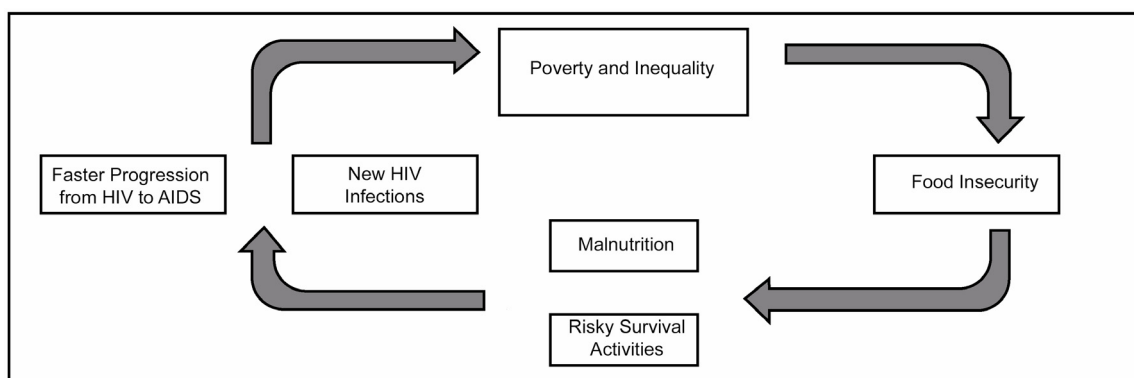 Poverty and Inequality
Faster Progression
from HIV to AIDS
New HIV
Infections
Food Insecurity
Malnutrition
Risky Survival
Activities